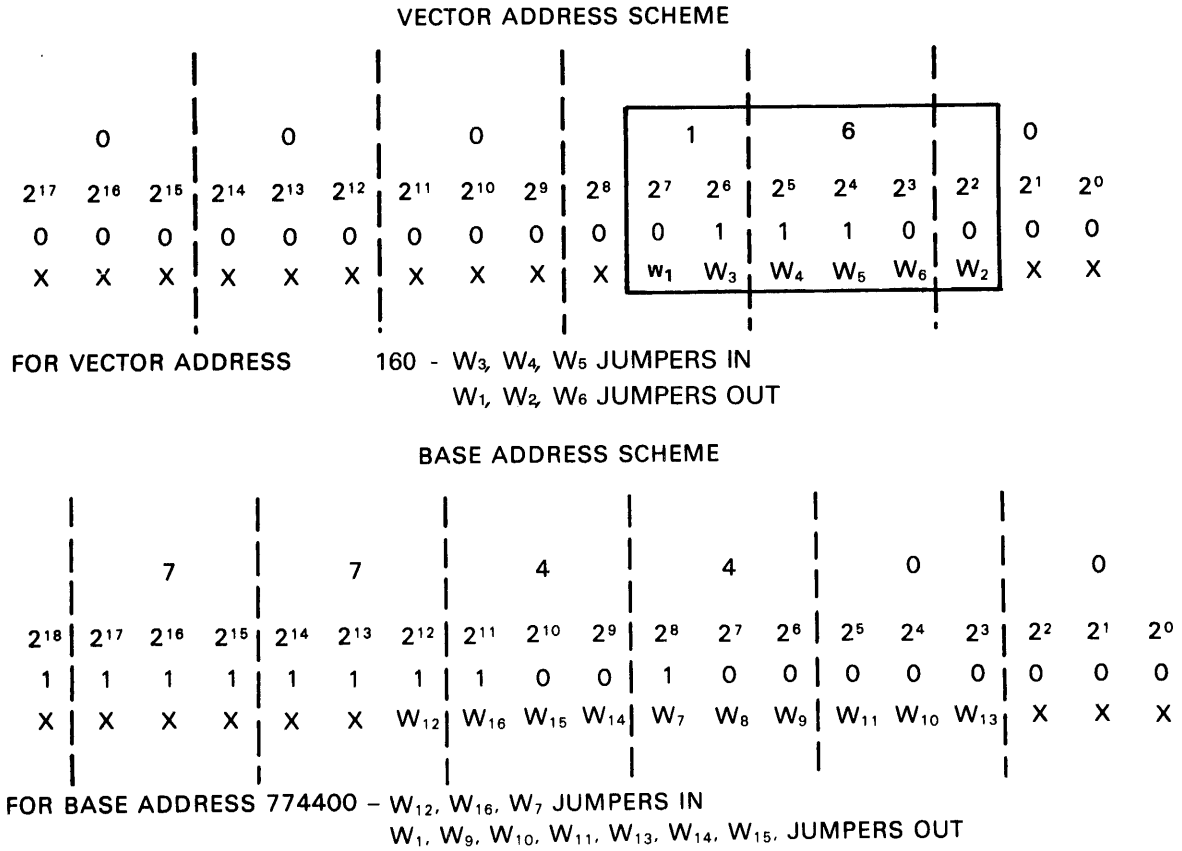 VECTOR ADDRESS SCHEME
0 0 0 1 6 0
2¹⁷ 2¹⁶ 2¹⁵ 2¹⁴ 2¹³ 2¹² 2¹¹ 2¹⁰ 2⁹ 2⁸ 2⁷ 2⁶ 2⁵ 2⁴ 2³ 2² 2¹ 2⁰
0 0 0 0 0 0 0 0 0 0 0 1 1 1 0 0 0 0
X X X X X X X X X X W₁ W₃ W₄ W₅ W₆ W₂ X X
FOR VECTOR ADDRESS 160 - W₃, W₄, W₅ JUMPERS IN
W₁, W₂, W₆ JUMPERS OUT
BASE ADDRESS SCHEME
7 7 4 4 0 0
2¹⁸ 2¹⁷ 2¹⁶ 2¹⁵ 2¹⁴ 2¹³ 2¹² 2¹¹ 2¹⁰ 2⁹ 2⁸ 2⁷ 2⁶ 2⁵ 2⁴ 2³ 2² 2¹ 2⁰
1 1 1 1 1 1 1 1 0 0 1 0 0 0 0 0 0 0 0
X X X X X X W₁₂ W₁₆ W₁₅ W₁₄ W₇ W₈ W₉ W₁₁ W₁₀ W₁₃ X X X
FOR BASE ADDRESS 774400 – W₁₂, W₁₆, W₇ JUMPERS IN
W₁, W₉, W₁₀, W₁₁, W₁₃, W₁₄, W₁₅, JUMPERS OUT